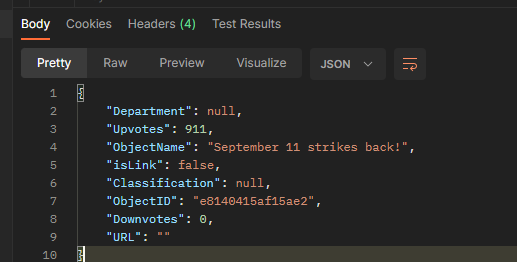 Body Cookies Headers (4) Test Results
Pretty Raw Preview Visualize JSON
1 {
2 "Department": null,
3 "Upvotes": 911,
4 "ObjectName": "September 11 strikes back!",
5 "isLink": false,
6 "Classification": null,
7 "ObjectID": "e8140415af15ae2",
8 "Downvotes": 0,
9 "URL": ""
10 }